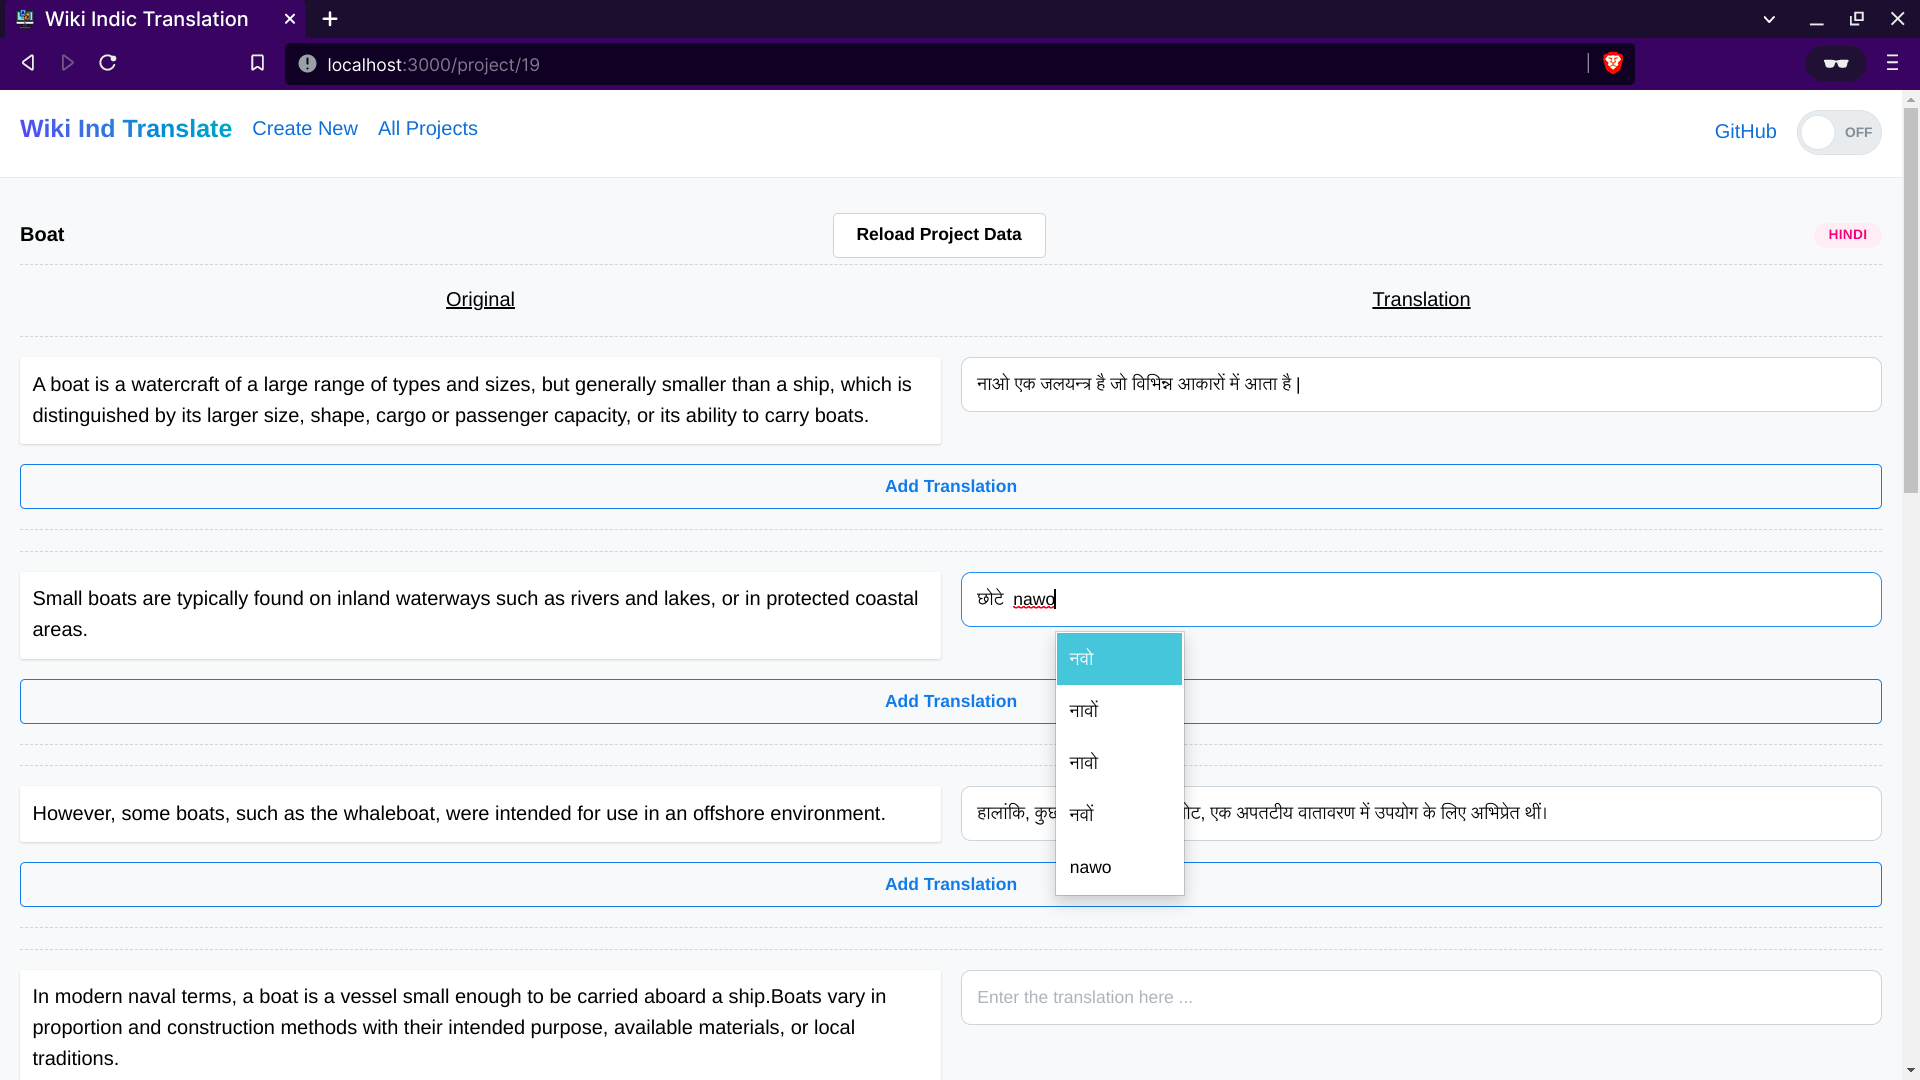 Wiki Indic Translation
localhost:3000/project/19
Wiki Ind Translate Create New All Projects GitHub OFF
Boat Reload Project Data HINDI
Original Translation
A boat is a watercraft of a large range of types and sizes, but generally smaller than a ship, which is
distinguished by its larger size, shape, cargo or passenger capacity, or its ability to carry boats.
नाओ एक जलयन्त्र है जो विभिन्न आकारों में आता है |
Add Translation
Small boats are typically found on inland waterways such as rivers and lakes, or in protected coastal
areas.
छोटे nawo
नवो
नावों
नावो
नवों
nawo
Add Translation
However, some boats, such as the whaleboat, were intended for use in an offshore environment.
हालांकि, एक अपतटीय वातावरण में उपयोग के लिए अभिप्रेत थीं।
Add Translation
In modern naval terms, a boat is a vessel small enough to be carried aboard a ship.Boats vary in
proportion and construction methods with their intended purpose, available materials, or local
traditions.
Enter the translation here ...